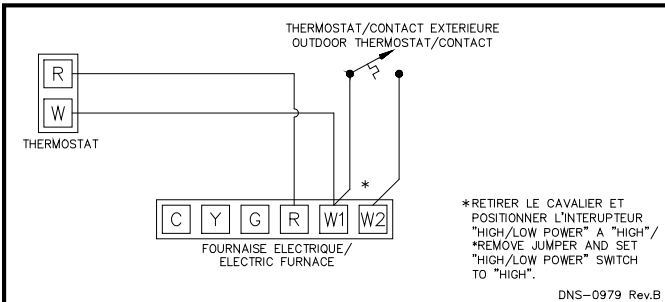 THERMOSTAT/CONTACT EXTERIEURE
OUTDOOR THERMOSTAT/CONTACT
R
W
THERMOSTAT
*
C Y G R W1 W2
FOURNAISE ELECTRIQUE/
ELECTRIC FURNACE
*RETIRER LE CAVALIER ET
POSITIONNER L'INTERUPTEUR
"HIGH/LOW POWER" A "HIGH"/
*REMOVE JUMPER AND SET
"HIGH/LOW POWER" SWITCH
TO "HIGH".
DNS-0979 Rev.B